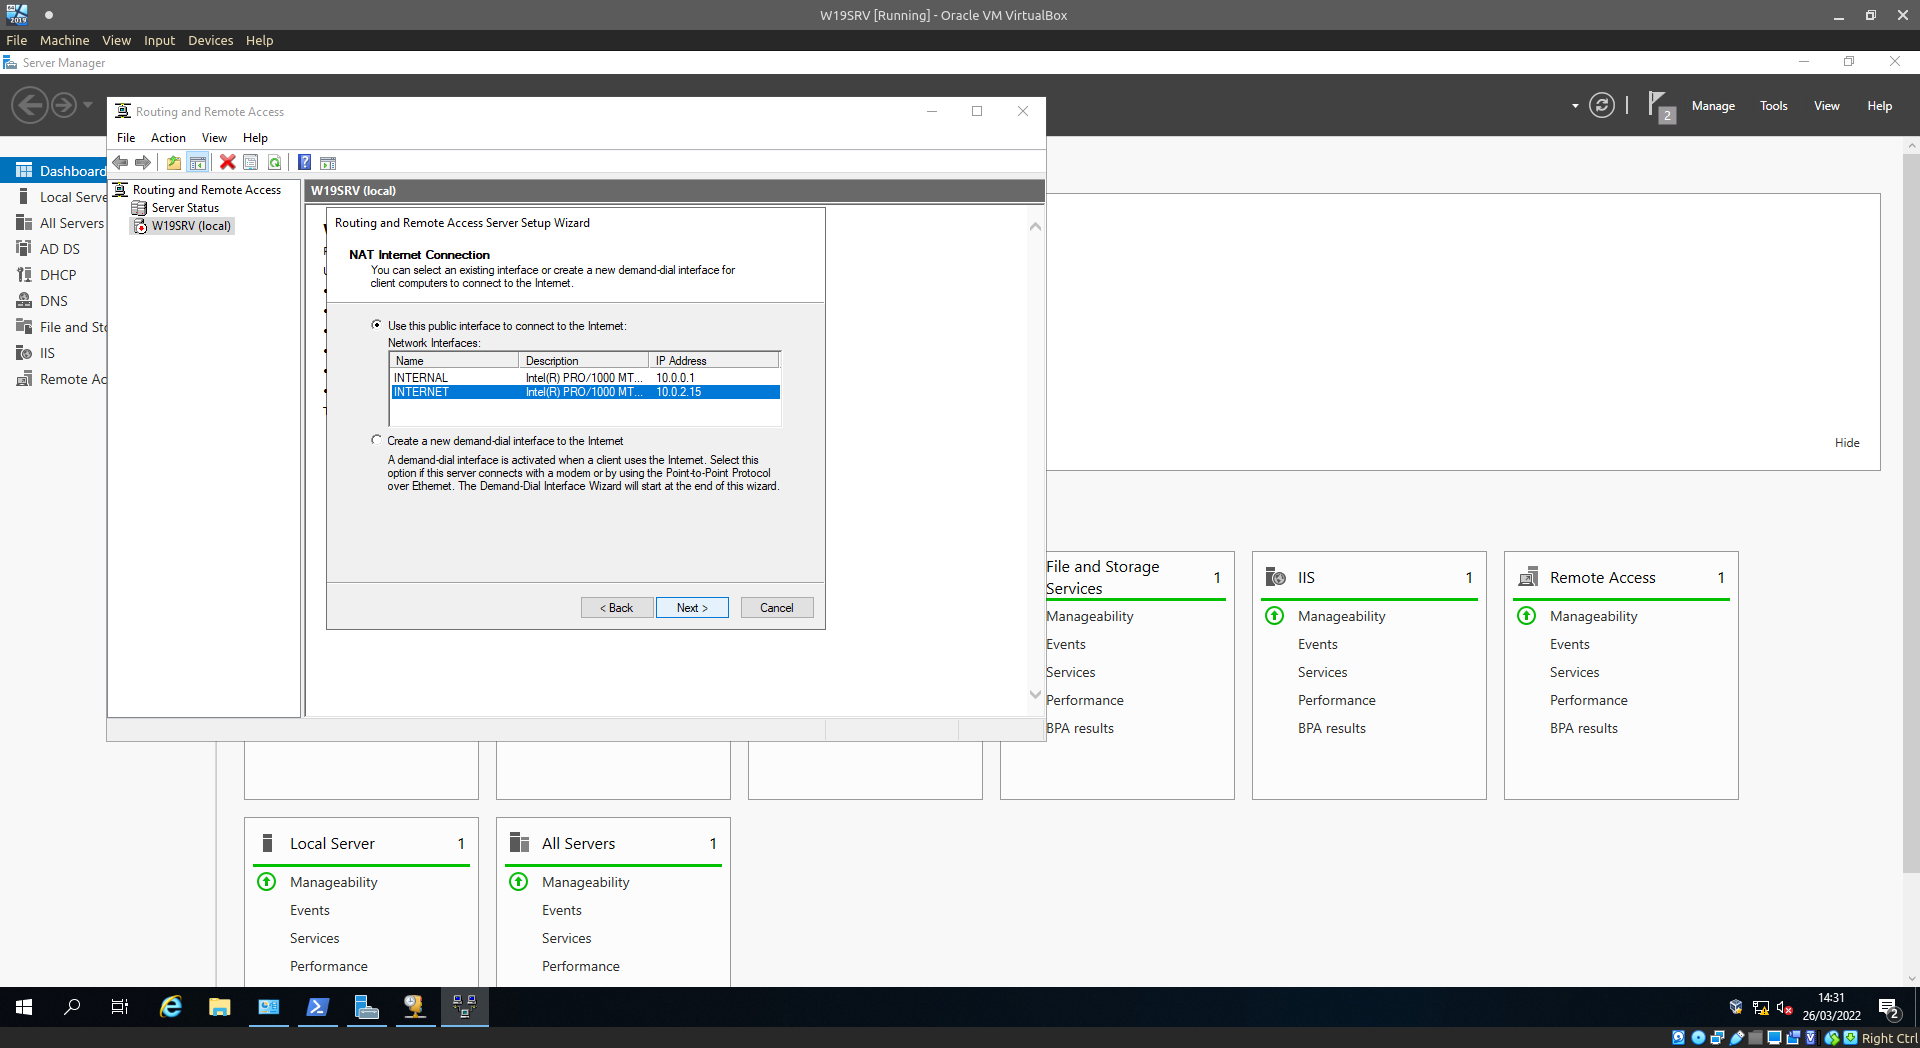 W19SRV [Running] - Oracle VM VirtualBox
File Machine View Input Devices Help
Server Manager
2 Manage Tools View Help
Routing and Remote Access
File Action View Help
Dashboard
Local Serve
All Servers
AD DS
DHCP
DNS
File and Sto
IIS
Remote Ac
Routing and Remote Access
Server Status
W19SRV (local)
W19SRV (local)
Routing and Remote Access Server Setup Wizard
NAT Internet Connection
You can select an existing interface or create a new demand-dial interface for
client computers to connect to the Internet.
Use this public interface to connect to the Internet:
Network Interfaces:
Name Description IP Address
INTERNAL Intel(R) PRO/1000 MT... 10.0.0.1
INTERNET Intel(R) PRO/1000 MT... 10.0.2.15
Create a new demand-dial interface to the Internet
A demand-dial interface is activated when a client uses the Internet. Select this
option if this server connects with a modem or by using the Point-to-Point Protocol
over Ethernet. The Demand-Dial Interface Wizard will start at the end of this wizard.
< Back Next > Cancel
Hide
File and Storage
Services 1
Manageability
Events
Services
Performance
BPA results
IIS 1
Manageability
Events
Services
Performance
BPA results
Remote Access 1
Manageability
Events
Services
Performance
BPA results
Local Server 1
Manageability
Events
Services
Performance
All Servers 1
Manageability
Events
Services
Performance
14:31
26/03/2022
2
Right Ctrl